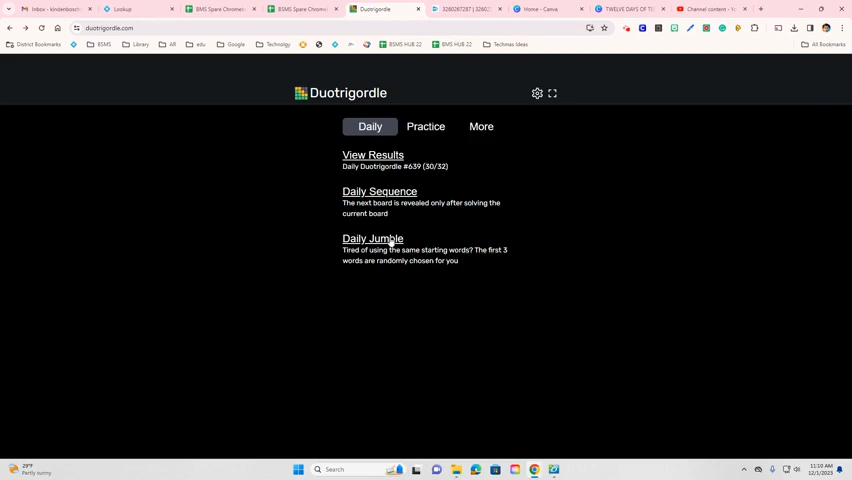 Inbox - kindenbosch
Lookup
BMS Spare Chromeb
BSMS Spare Chrome
Duotrigordle
3260267287 | 32602
Home - Canva
TWELVE DAYS OF TE
Channel content - Yo
duotrigordle.com
District Bookmarks
BSMS
Library
AR
edu
Google
Technology
BSMS HUB 22
BMS HUB 22
Techmas Ideas
All Bookmarks
Duotrigordle
Daily
Practice
More
View Results
Daily Duotrigordle #639 (30/32)
Daily Sequence
The next board is revealed only after solving the
current board
Daily Jumble
Tired of using the same starting words? The first 3
words are randomly chosen for you
29°F
Partly sunny
Search
11:10 AM
12/1/2023